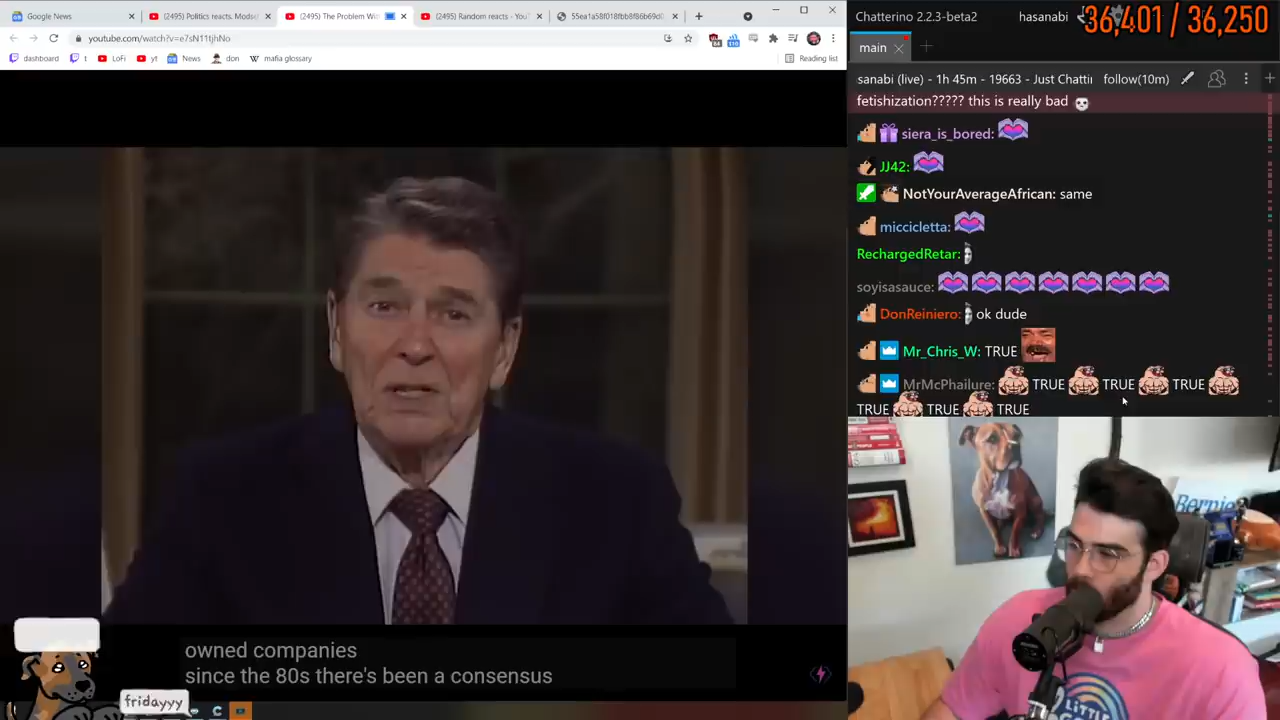 Google News
(2495) Politics reacts. Mods
(2495) The Problem Wi
(2495) Random reacts - You
55ea1a58f018fbb8f86b69d0
youtube.com/watch?v=e7sN11tjhNo
dashboard
t
LoFi
yt
News
don
mafia glossary
Reading list
Chatterino 2.2.3-beta2
hasanabi
36,401 / 36,250
main
sanabi (live) - 1h 45m - 19663 - Just Chatti
follow(10m)
fetishization????? this is really bad
siera_is_bored:
JJ42:
NotYourAverageAfrican: same
miccicletta:
RechargedRetar:
soyisasauce:
DonReiniero: ok dude
Mr_Chris_W: TRUE
MrMcPhailure: TRUE TRUE TRUE
TRUE TRUE TRUE
Bernie
owned companies
since the 80s there's been a consensus
fridayyy